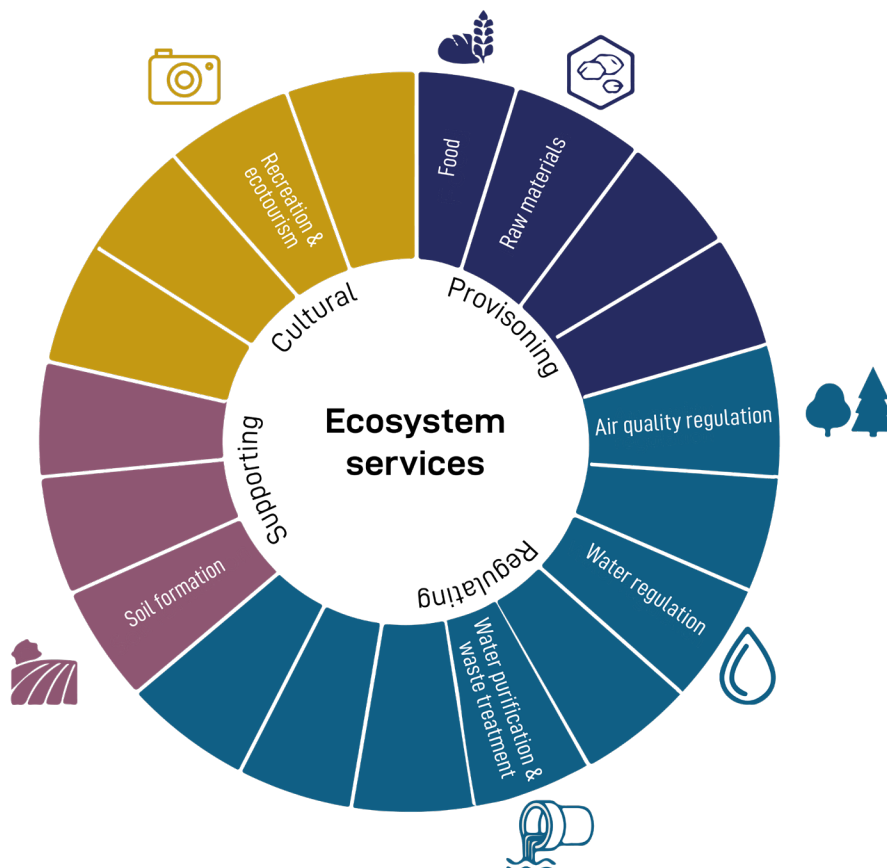 Ecosystem
services
Provisoning
Food
Raw materials
Regulating
Air quality regulation
Water regulation
Water purification &
waste treatment
Supporting
Soil formation
Cultural
Recreation &
ecotourism